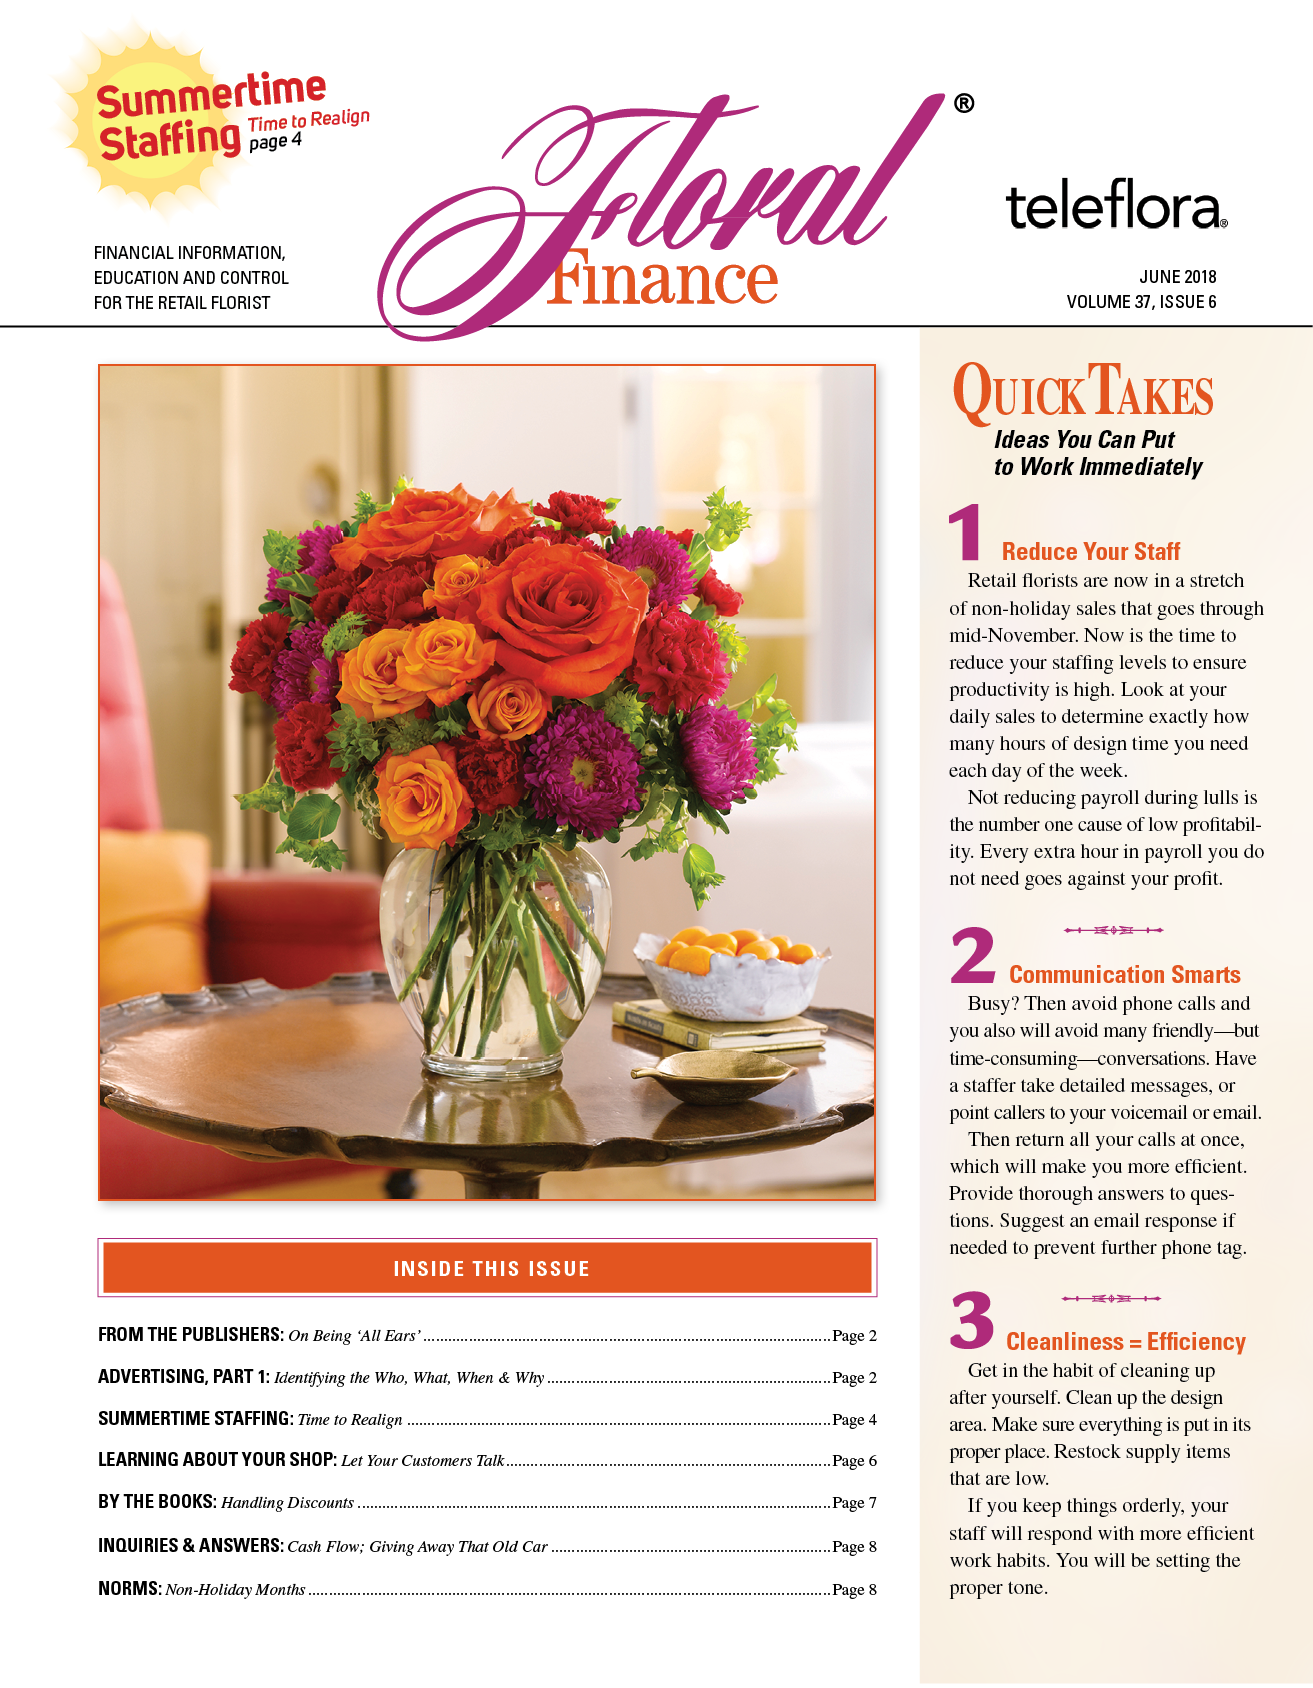 Summertime
Staffing Time to Realign
page 4
Floral ®
Finance
teleflora®
FINANCIAL INFORMATION,
EDUCATION AND CONTROL
FOR THE RETAIL FLORIST
JUNE 2018
VOLUME 37, ISSUE 6
INSIDE THIS ISSUE
FROM THE PUBLISHERS: On Being ‘All Ears’ ........ Page 2
ADVERTISING, PART 1: Identifying the Who, What, When & Why ........ Page 2
SUMMERTIME STAFFING: Time to Realign ........ Page 4
LEARNING ABOUT YOUR SHOP: Let Your Customers Talk ........ Page 6
BY THE BOOKS: Handling Discounts ........ Page 7
INQUIRIES & ANSWERS: Cash Flow; Giving Away That Old Car ........ Page 8
NORMS: Non-Holiday Months ........ Page 8
QUICKTAKES
Ideas You Can Put
to Work Immediately
1 Reduce Your Staff
Retail florists are now in a stretch
of non-holiday sales that goes through
mid-November. Now is the time to
reduce your staffing levels to ensure
productivity is high. Look at your
daily sales to determine exactly how
many hours of design time you need
each day of the week.
Not reducing payroll during lulls is
the number one cause of low profitabil-
ity. Every extra hour in payroll you do
not need goes against your profit.
2 Communication Smarts
Busy? Then avoid phone calls and
you also will avoid many friendly—but
time-consuming—conversations. Have
a staffer take detailed messages, or
point callers to your voicemail or email.
Then return all your calls at once,
which will make you more efficient.
Provide thorough answers to ques-
tions. Suggest an email response if
needed to prevent further phone tag.
3 Cleanliness = Efficiency
Get in the habit of cleaning up
after yourself. Clean up the design
area. Make sure everything is put in its
proper place. Restock supply items
that are low.
If you keep things orderly, your
staff will respond with more efficient
work habits. You will be setting the
proper tone.